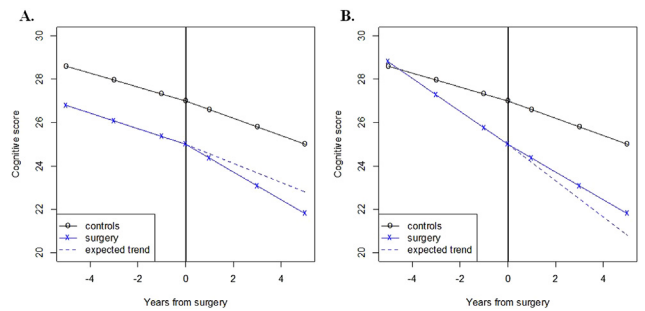 A.
30
28
26
24
22
20
Cognitive score
controls
surgery
expected trend
-4 -2 0 2 4
Years from surgery
B.
30
28
26
24
22
20
Cognitive score
controls
surgery
expected trend
-4 -2 0 2 4
Years from surgery